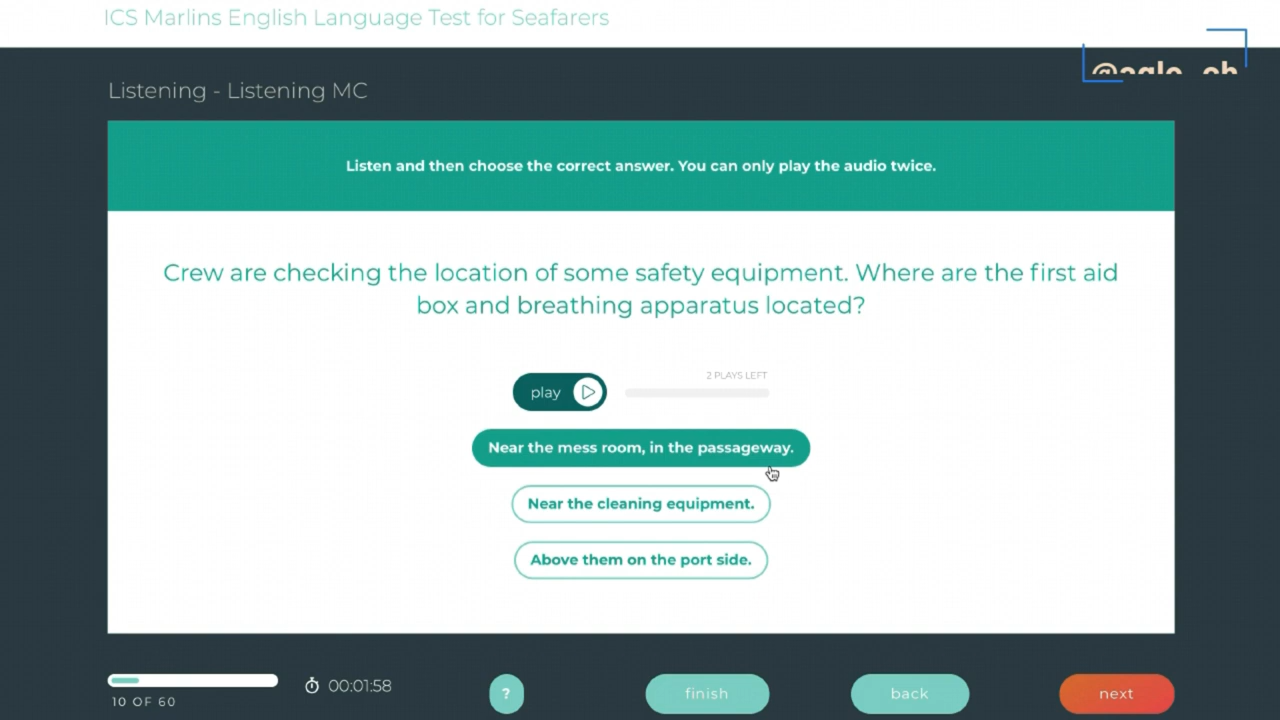 ICS Marlins English Language Test for Seafarers
Listening - Listening MC
Listen and then choose the correct answer. You can only play the audio twice.
Crew are checking the location of some safety equipment. Where are the first aid
box and breathing apparatus located?
2 PLAYS LEFT
play
Near the mess room, in the passageway.
Near the cleaning equipment.
Above them on the port side.
10 OF 60
00:01:58
?
finish
back
next